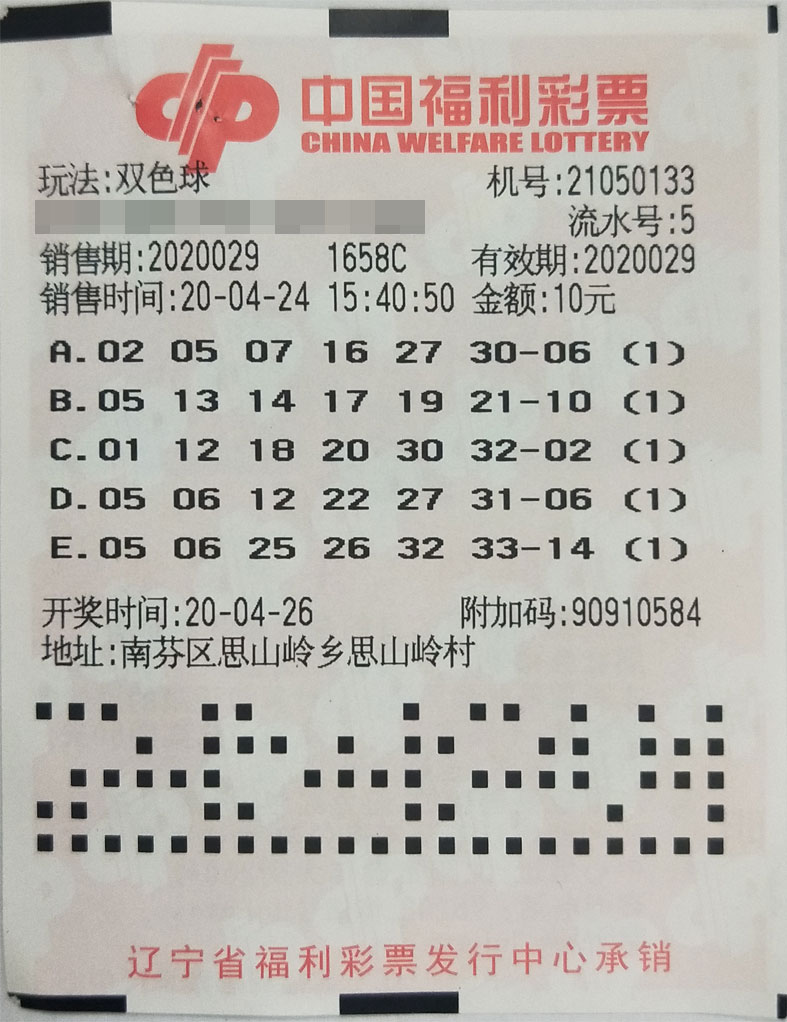 中国福利彩票
CHINA WELFARE LOTTERY
玩法:双色球 机号:21050133
流水号:5
销售期:2020029 1658C 有效期:2020029
销售时间:20-04-24 15:40:50 金额:10元
A.02 05 07 16 27 30-06 (1)
B.05 13 14 17 19 21-10 (1)
C.01 12 18 20 30 32-02 (1)
D.05 06 12 22 27 31-06 (1)
E.05 06 25 26 32 33-14 (1)
开奖时间:20-04-26 附加码:90910584
地址:南芬区思山岭乡思山岭村
辽宁省福利彩票发行中心承销